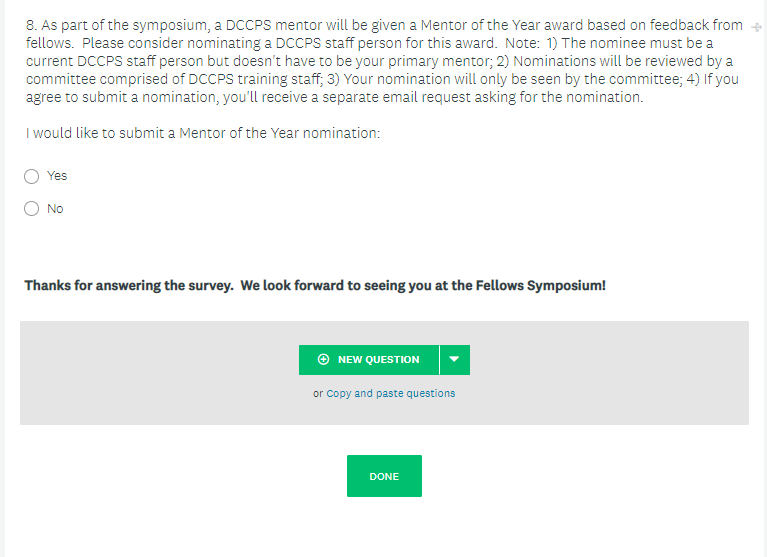 8. As part of the symposium, a DCCPS mentor will be given a Mentor of the Year award based on feedback from
fellows.  Please consider nominating a DCCPS staff person for this award.  Note:  1) The nominee must be a
current DCCPS staff person but doesn't have to be your primary mentor; 2) Nominations will be reviewed by a
committee comprised of DCCPS training staff; 3) Your nomination will only be seen by the committee; 4) If you
agree to submit a nomination, you'll receive a separate email request asking for the nomination.
I would like to submit a Mentor of the Year nomination:
Yes
No
Thanks for answering the survey.  We look forward to seeing you at the Fellows Symposium!
NEW QUESTION
or Copy and paste questions
DONE